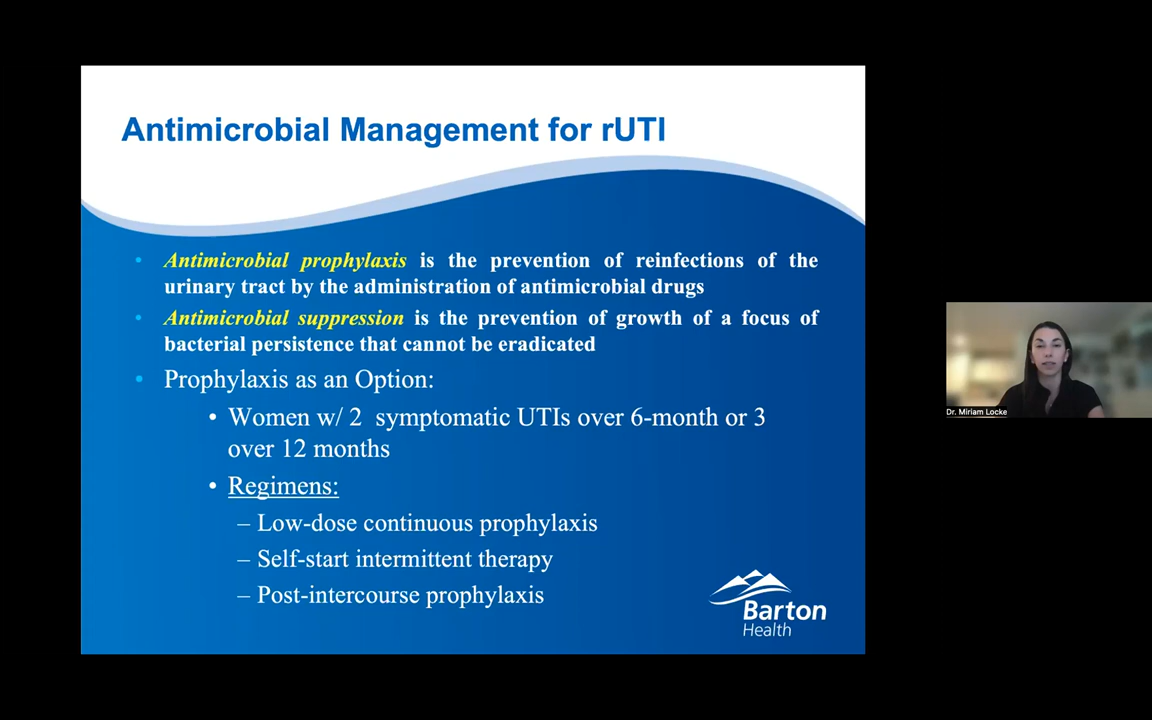 Antimicrobial Management for rUTI
• Antimicrobial prophylaxis is the prevention of reinfections of the
urinary tract by the administration of antimicrobial drugs
• Antimicrobial suppression is the prevention of growth of a focus of
bacterial persistence that cannot be eradicated
• Prophylaxis as an Option:
• Women w/ 2 symptomatic UTIs over 6-month or 3
over 12 months
• Regimens:
– Low-dose continuous prophylaxis
– Self-start intermittent therapy
– Post-intercourse prophylaxis
Barton
Health
Dr. Miriam Locke